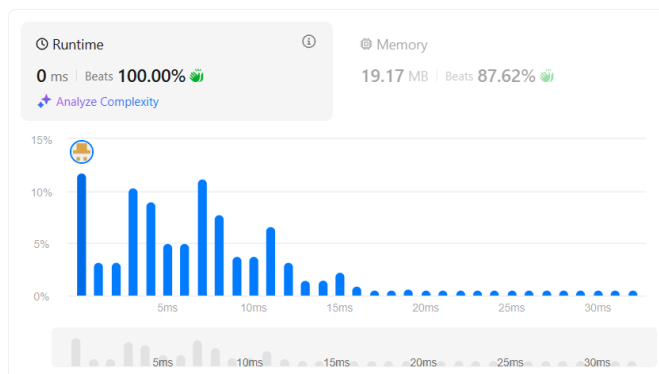 Runtime
0 ms | Beats 100.00%
Analyze Complexity
Memory
19.17 MB | Beats 87.62%
15%
10%
5%
0%
5ms 10ms 15ms 20ms 25ms 30ms
5ms 10ms 15ms 20ms 25ms 30ms